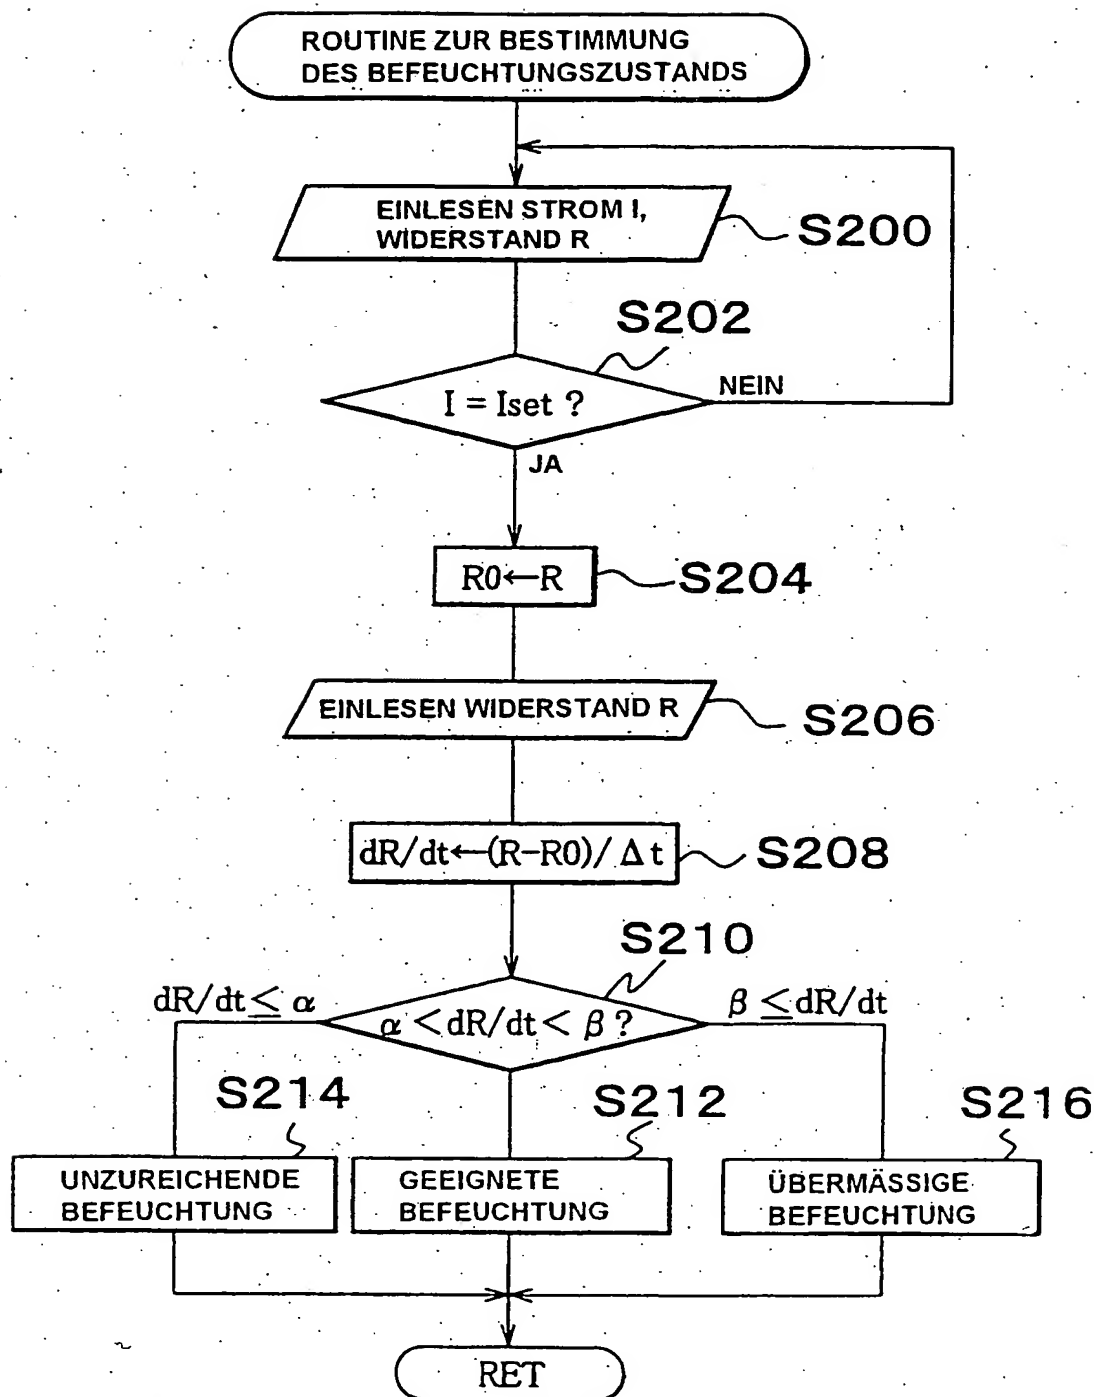 ROUTINE ZUR BESTIMMUNG
DES BEFEUCHTUNGSZUSTANDS
EINLESEN STROM I,
WIDERSTAND R
S200
S202
I = Iset ?
NEIN
JA
R0←R
S204
EINLESEN WIDERSTAND R
S206
dR/dt←(R-R0)/Δt
S208
S210
dR/dt ≤ α
α < dR/dt < β ?
β ≤ dR/dt
S214
S212
S216
UNZUREICHENDE
BEFEUCHTUNG
GEEIGNETE
BEFEUCHTUNG
ÜBERMÄSSIGE
BEFEUCHTUNG
RET